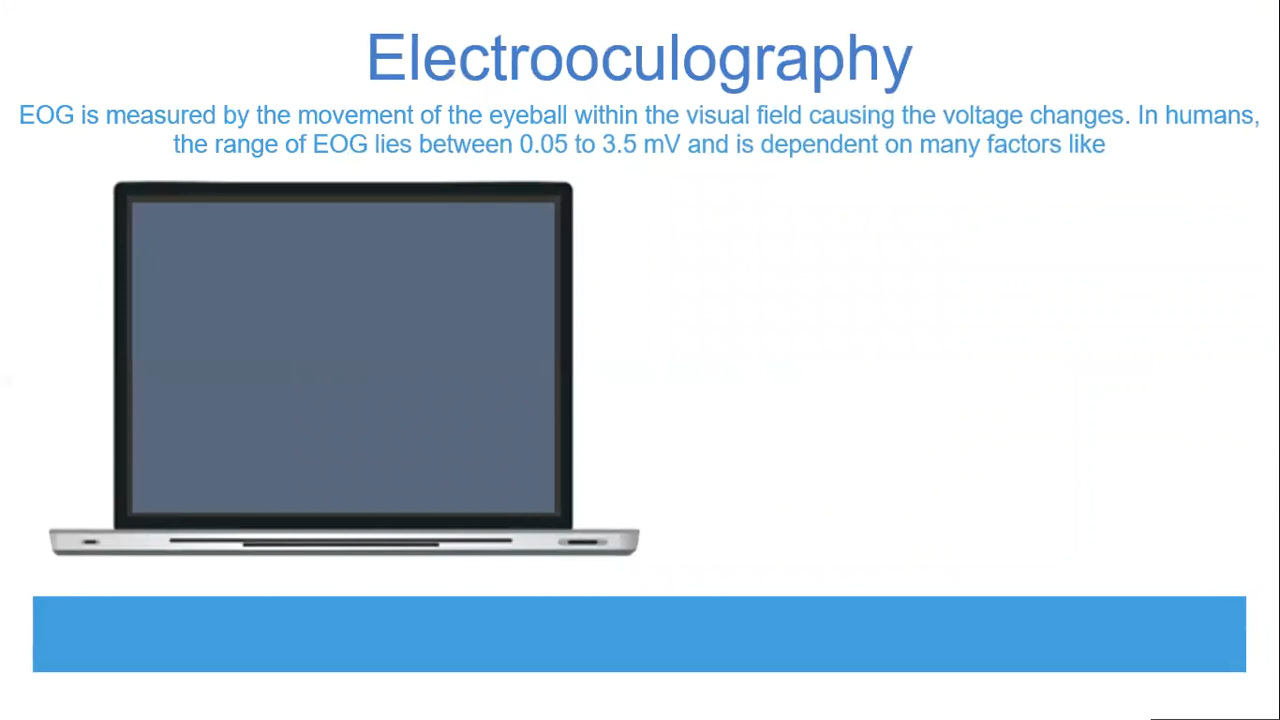 Electrooculography
EOG is measured by the movement of the eyeball within the visual field causing the voltage changes. In humans,
the range of EOG lies between 0.05 to 3.5 mV and is dependent on many factors like